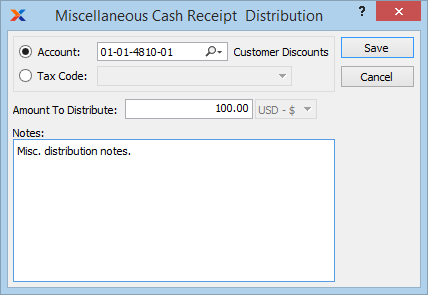 Miscellaneous Cash Receipt Distribution ?
Account: 01-01-4810-01 Customer Discounts Save
Tax Code: Cancel
Amount To Distribute: 100.00 USD - $
Notes:
Misc. distribution notes.